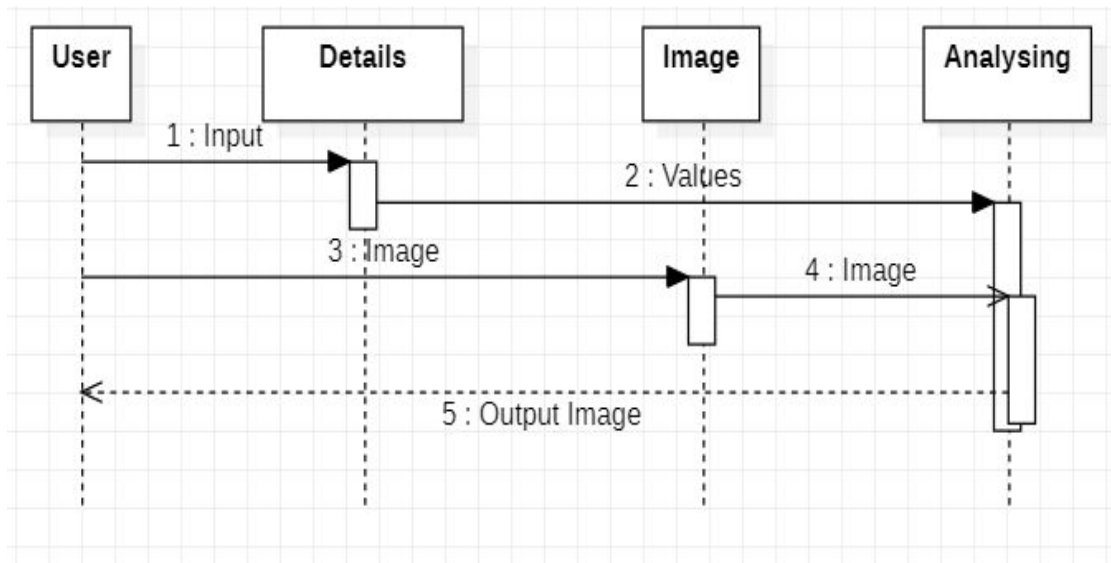 User
Details
Image
Analysing
1 : Input
2 : Values
3 : Image
4 : Image
5 : Output Image